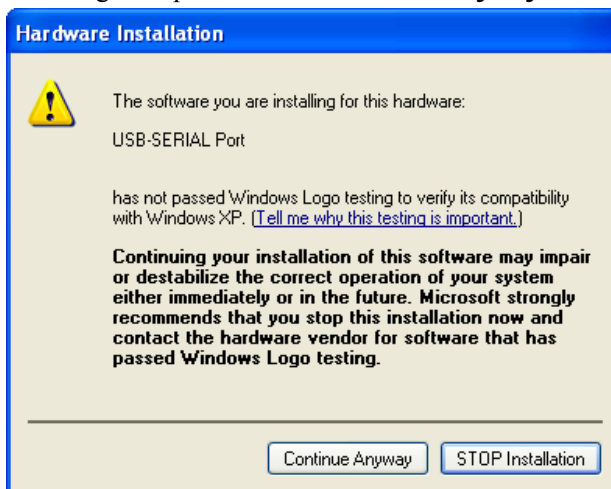 Hardware Installation
The software you are installing for this hardware:
USB-SERIAL Port
has not passed Windows Logo testing to verify its compatibility
with Windows XP. (Tell me why this testing is important.)
Continuing your installation of this software may impair
or destabilize the correct operation of your system
either immediately or in the future. Microsoft strongly
recommends that you stop this installation now and
contact the hardware vendor for software that has
passed Windows Logo testing.
Continue Anyway
STOP Installation